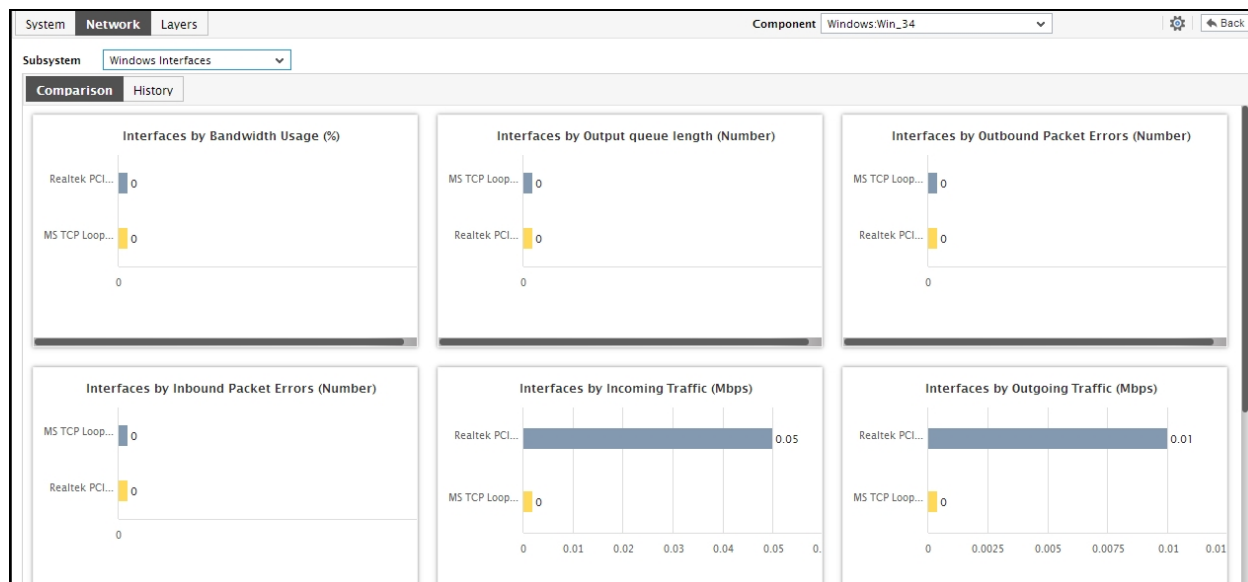 System Network Layers Component Windows:Win_34 Back
Subsystem Windows Interfaces
Comparison History
Interfaces by Bandwidth Usage (%)
Realtek PCI... 0
MS TCP Loop... 0
0
Interfaces by Output queue length (Number)
MS TCP Loop... 0
Realtek PCI... 0
0
Interfaces by Outbound Packet Errors (Number)
MS TCP Loop... 0
Realtek PCI... 0
0
Interfaces by Inbound Packet Errors (Number)
MS TCP Loop... 0
Realtek PCI... 0
0
Interfaces by Incoming Traffic (Mbps)
Realtek PCI... 0.05
MS TCP Loop... 0
0 0.01 0.02 0.03 0.04 0.05 0.
Interfaces by Outgoing Traffic (Mbps)
Realtek PCI... 0.01
MS TCP Loop... 0
0 0.0025 0.005 0.0075 0.01 0.01